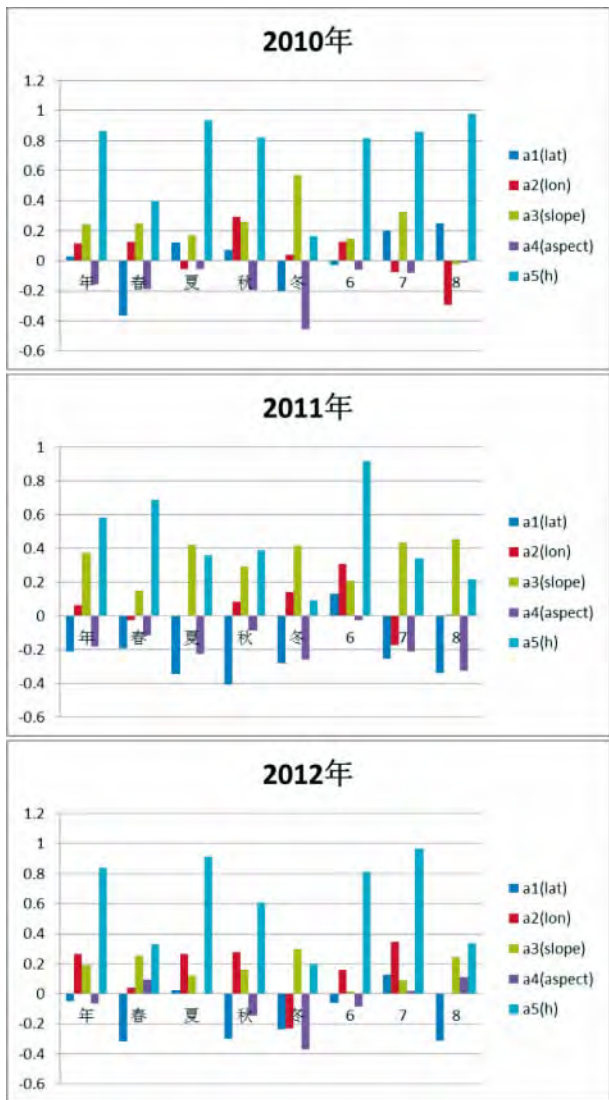 2010年
1.2
1
0.8
0.6
0.4
0.2
0
-0.2
-0.4
-0.6
年 春 夏 秋 冬 6 7 8
a1(lat)
a2(lon)
a3(slope)
a4(aspect)
a5(h)
2011年
1
0.8
0.6
0.4
0.2
0
-0.2
-0.4
-0.6
年 春 夏 秋 冬 6 7 8
a1(lat)
a2(lon)
a3(slope)
a4(aspect)
a5(h)
2012年
1.2
1
0.8
0.6
0.4
0.2
0
-0.2
-0.4
-0.6
年 春 夏 秋 冬 6 7 8
a1(lat)
a2(lon)
a3(slope)
a4(aspect)
a5(h)